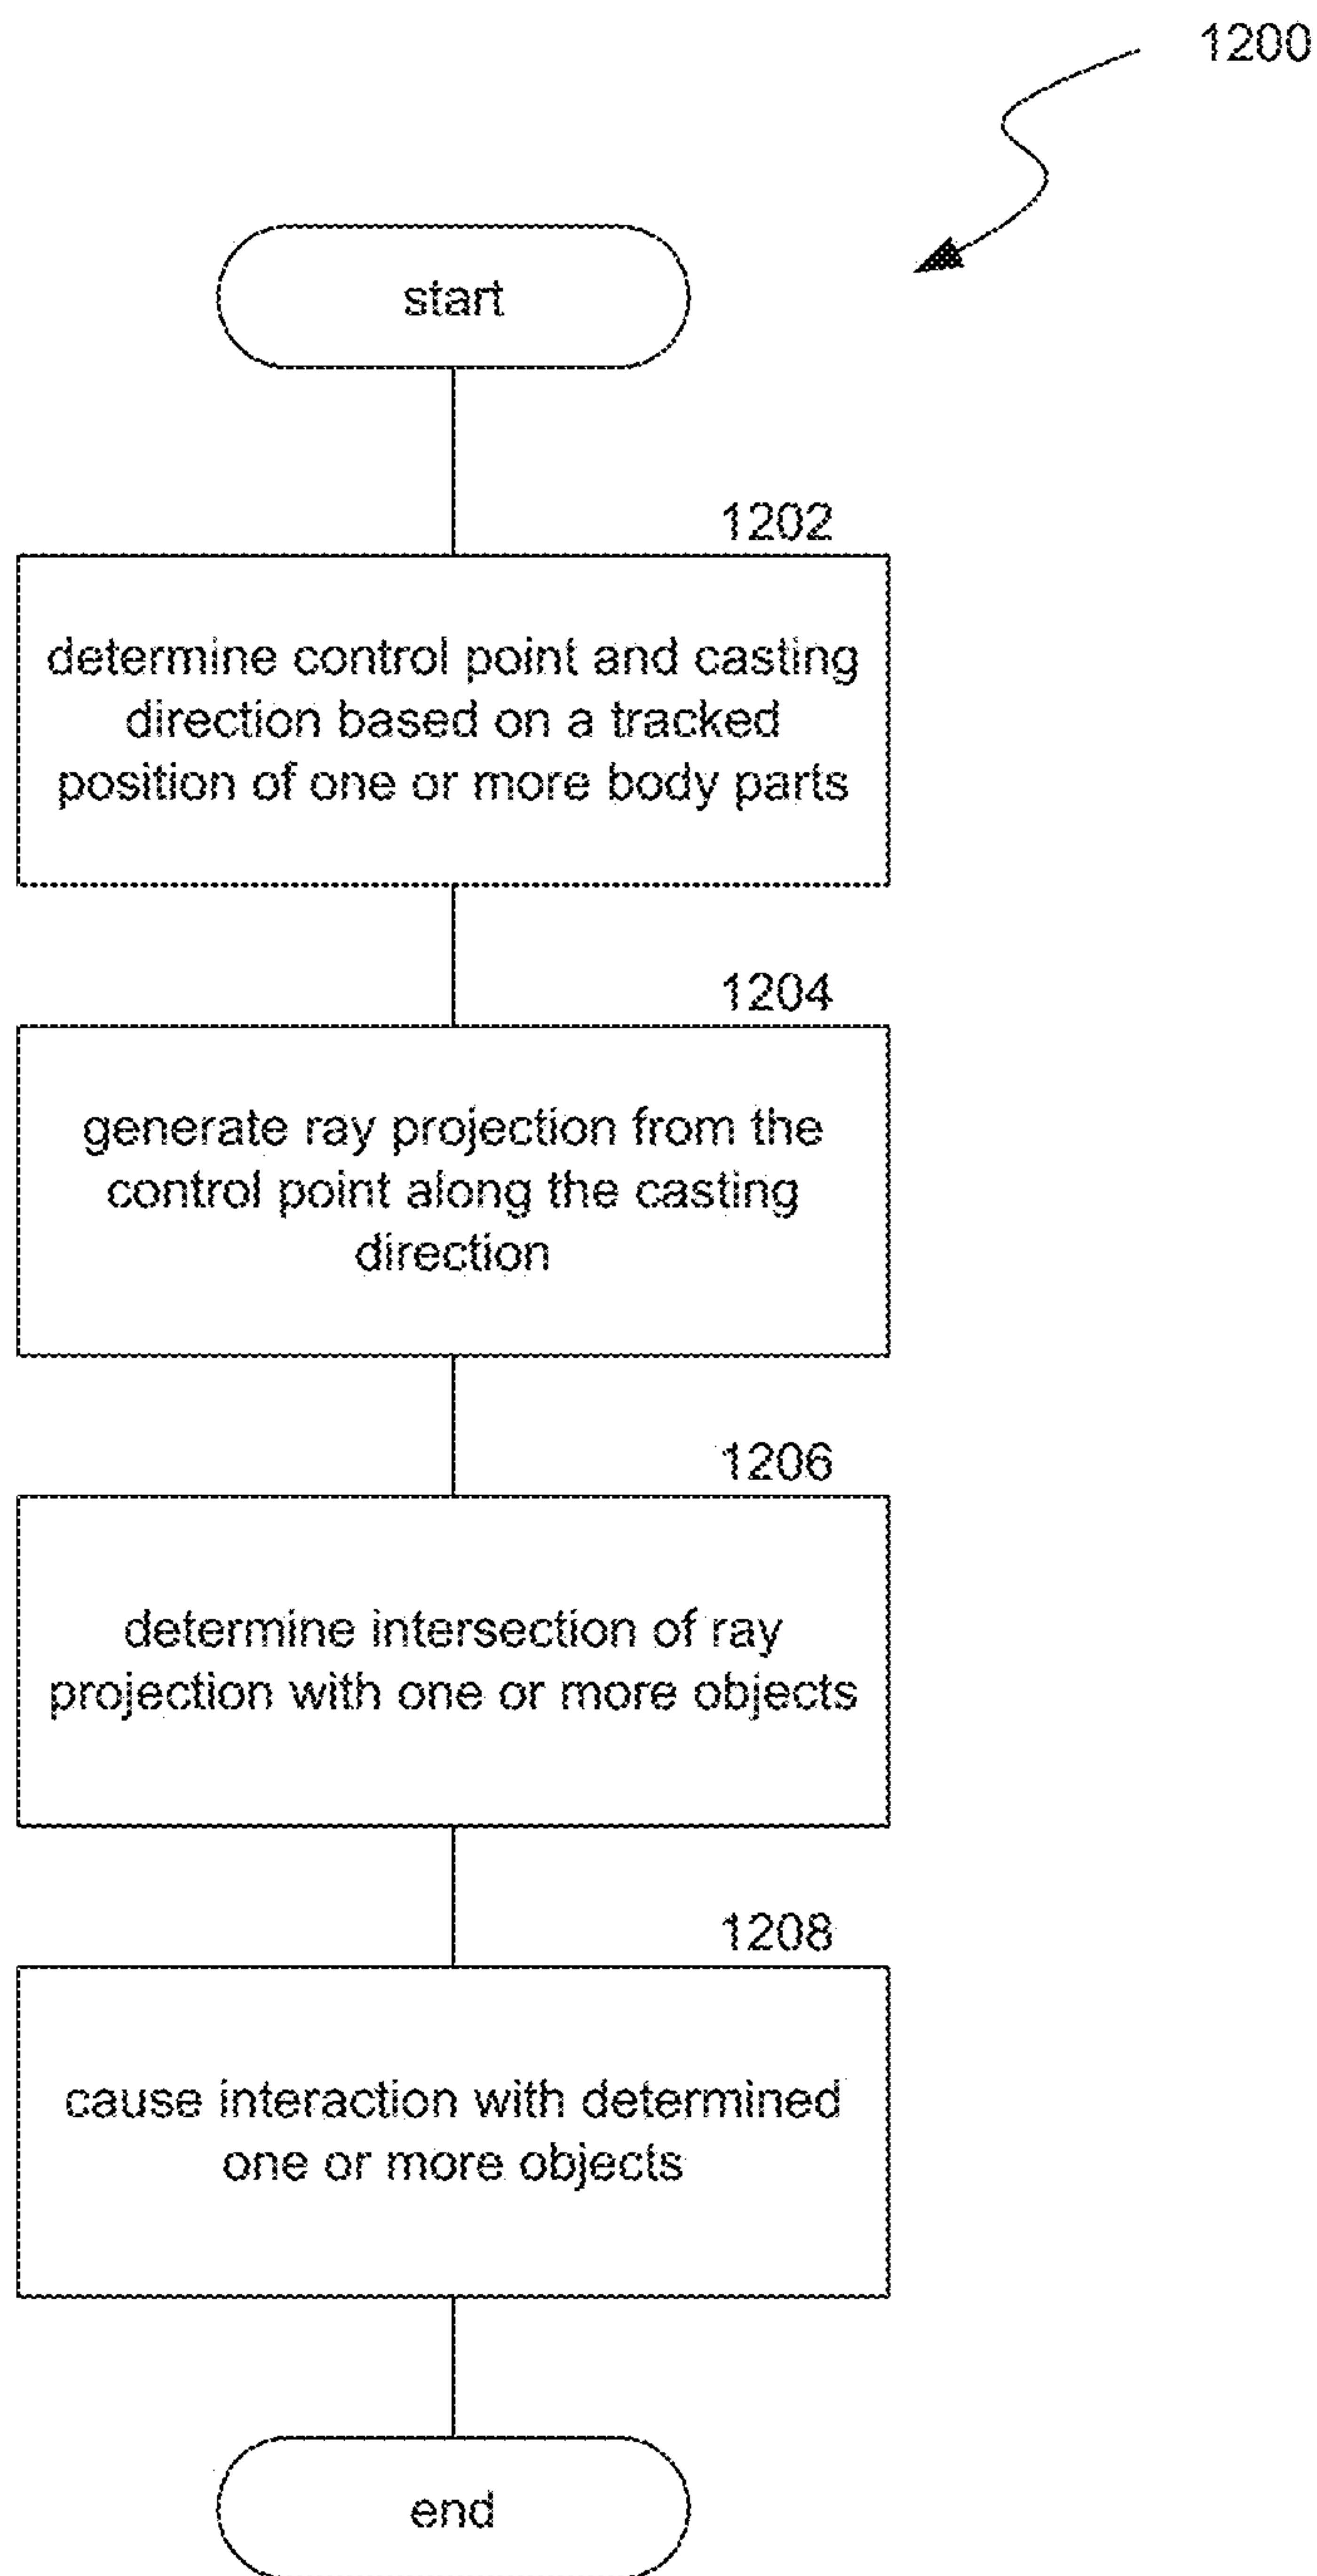 1200
start
1202
determine control point and casting
direction based on a tracked
position of one or more body parts
1204
generate ray projection from the
control point along the casting
direction
1206
determine intersection of ray
projection with one or more objects
1208
cause interaction with determined
one or more objects
end